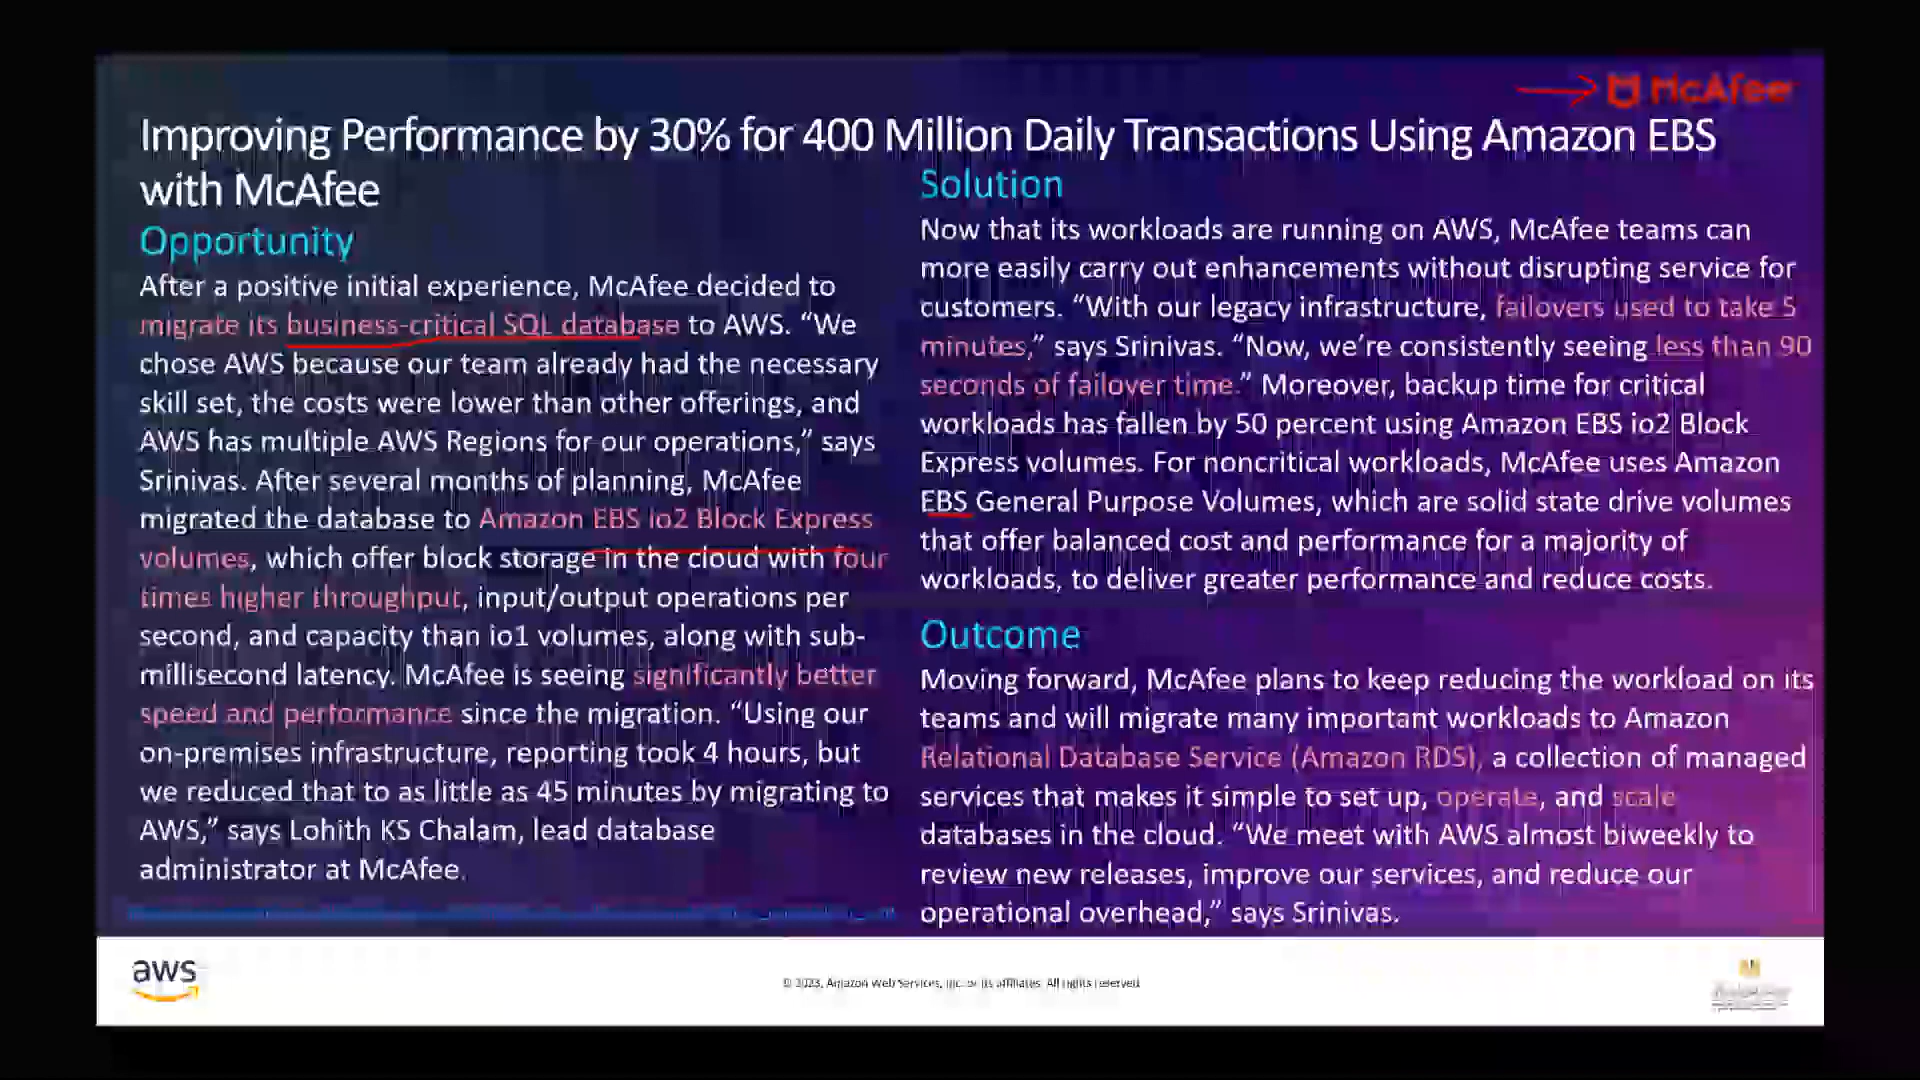 McAfee
Improving Performance by 30% for 400 Million Daily Transactions Using Amazon EBS
with McAfee
Opportunity
After a positive initial experience, McAfee decided to
migrate its business-critical SQL database to AWS. “We
chose AWS because our team already had the necessary
skill set, the costs were lower than other offerings, and
AWS has multiple AWS Regions for our operations,” says
Srinivas. After several months of planning, McAfee
migrated the database to Amazon EBS io2 Block Express
volumes, which offer block storage in the cloud with four
times higher throughput, input/output operations per
second, and capacity than io1 volumes, along with sub-
millisecond latency. McAfee is seeing significantly better
speed and performance since the migration. “Using our
on-premises infrastructure, reporting took 4 hours, but
we reduced that to as little as 45 minutes by migrating to
AWS,” says Lohith KS Chalam, lead database
administrator at McAfee.
Solution
Now that its workloads are running on AWS, McAfee teams can
more easily carry out enhancements without disrupting service for
customers. “With our legacy infrastructure, failovers used to take 5
minutes,” says Srinivas. “Now, we’re consistently seeing less than 90
seconds of failover time.” Moreover, backup time for critical
workloads has fallen by 50 percent using Amazon EBS io2 Block
Express volumes. For noncritical workloads, McAfee uses Amazon
EBS General Purpose Volumes, which are solid state drive volumes
that offer balanced cost and performance for a majority of
workloads, to deliver greater performance and reduce costs.
Outcome
Moving forward, McAfee plans to keep reducing the workload on its
teams and will migrate many important workloads to Amazon
Relational Database Service (Amazon RDS), a collection of managed
services that makes it simple to set up, operate, and scale
databases in the cloud. “We meet with AWS almost biweekly to
review new releases, improve our services, and reduce our
operational overhead,” says Srinivas.
aws
© 2023, Amazon Web Services, Inc. or its affiliates. All rights reserved